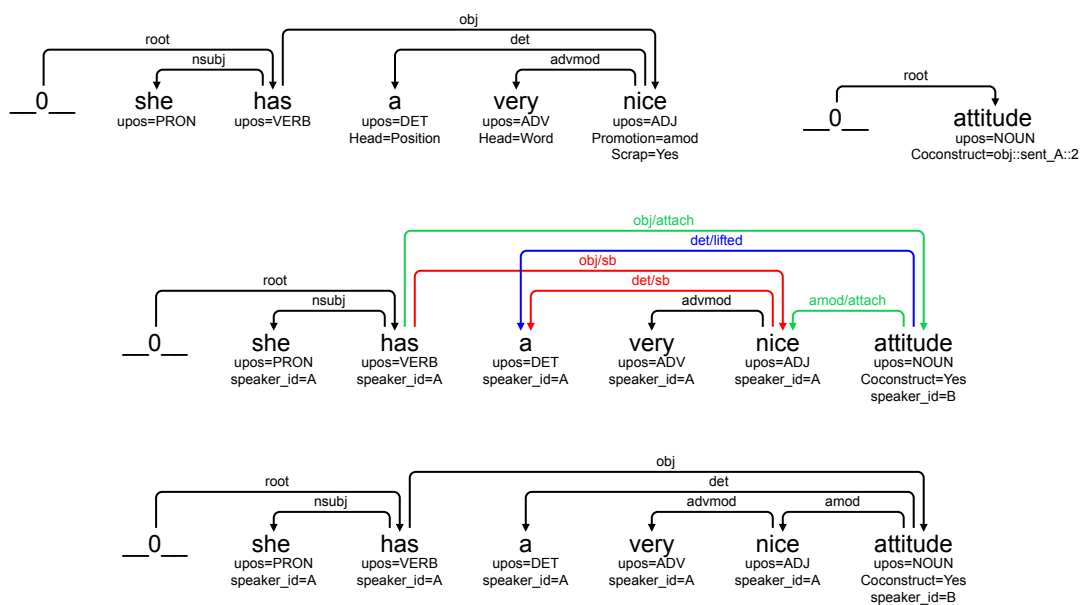 obj
root det root
nsubj advmod
__0__ she has a very nice __0__ attitude
upos=PRON upos=VERB upos=DET upos=ADV upos=ADJ upos=NOUN
Head=Position Head=Word Promotion=amod Coconstruct=obj::sent_A::2
Scrap=Yes
obj/attach
det/lifted
obj/sb
root det/sb
nsubj advmod amod/attach
__0__ she has a very nice attitude
upos=PRON upos=VERB upos=DET upos=ADV upos=ADJ upos=NOUN
speaker_id=A speaker_id=A speaker_id=A speaker_id=A speaker_id=A Coconstruct=Yes
speaker_id=B
obj
root det
nsubj advmod amod
__0__ she has a very nice attitude
upos=PRON upos=VERB upos=DET upos=ADV upos=ADJ upos=NOUN
speaker_id=A speaker_id=A speaker_id=A speaker_id=A speaker_id=A Coconstruct=Yes
speaker_id=B